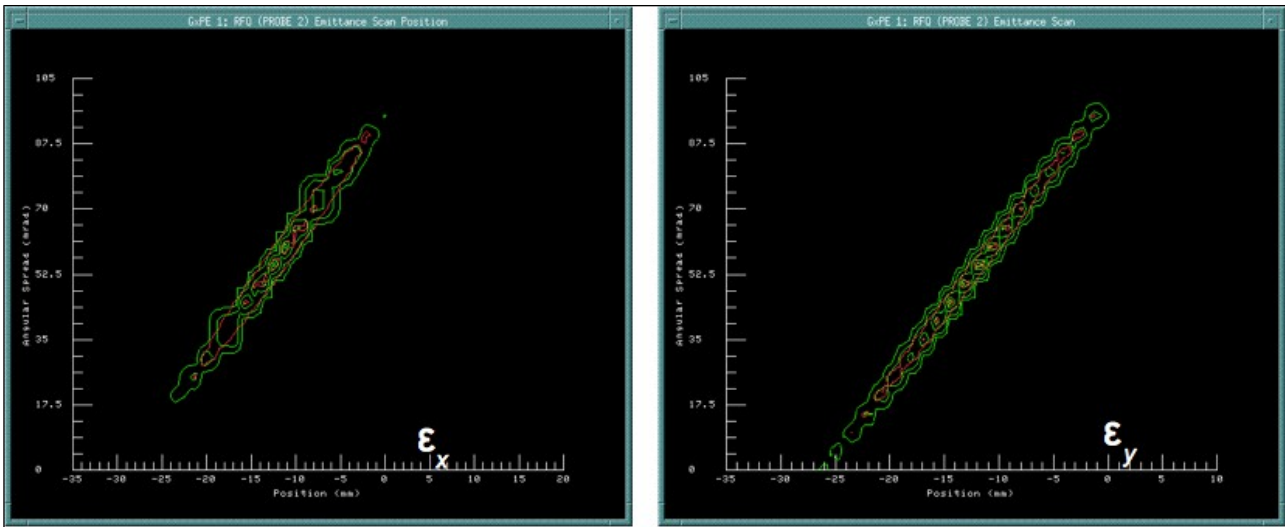 GxPE 1: RFQ (PROBE 2) Emittance Scan Position
105
87.5
70
52.5
35
17.5
0
Angular Spread (mrad)
-35 -30 -25 -20 -15 -10 -5 0 5 10 15 20
Position (mm)
εx
GxPE 1: RFQ (PROBE 2) Emittance Scan
105
87.5
70
52.5
35
17.5
0
Angular Spread (mrad)
-35 -30 -25 -20 -15 -10 -5 0 5 10
Position (mm)
εy